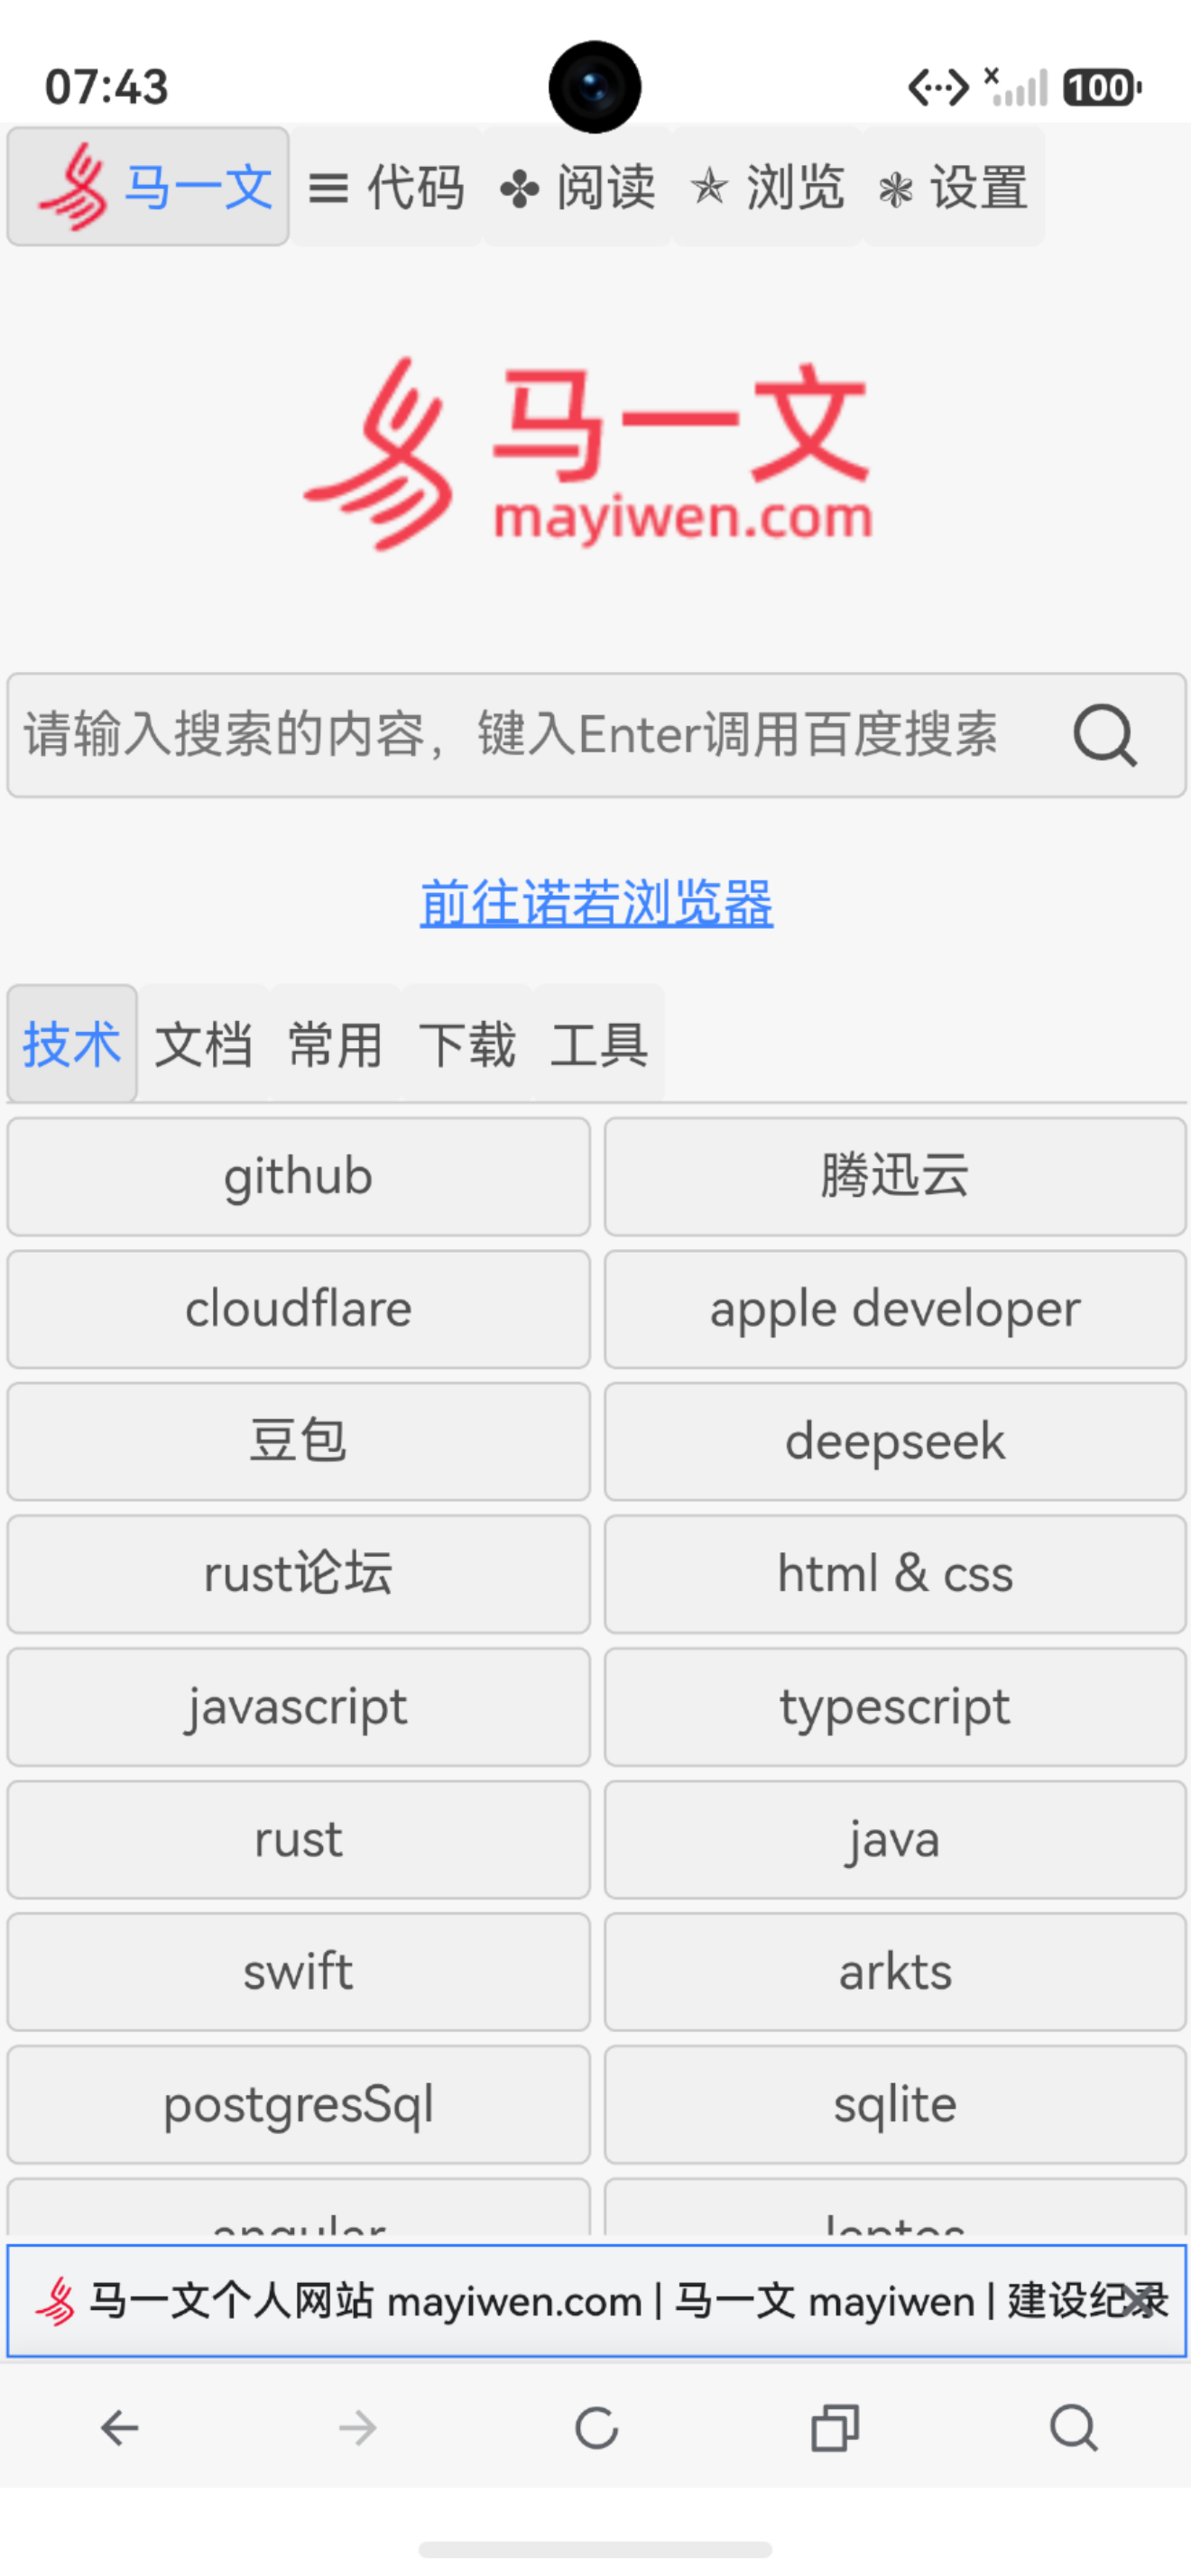 07:43
100
马一文 代码 阅读 浏览 设置
马一文
mayiwen.com
请输入搜索的内容，键入Enter调用百度搜索
前往诺若浏览器
技术 文档 常用 下载 工具
github 腾迅云
cloudflare apple developer
豆包 deepseek
rust论坛 html & css
javascript typescript
rust java
swift arkts
postgresSql sqlite
angular leptos
马一文个人网站 mayiwen.com | 马一文 mayiwen | 建设纪录